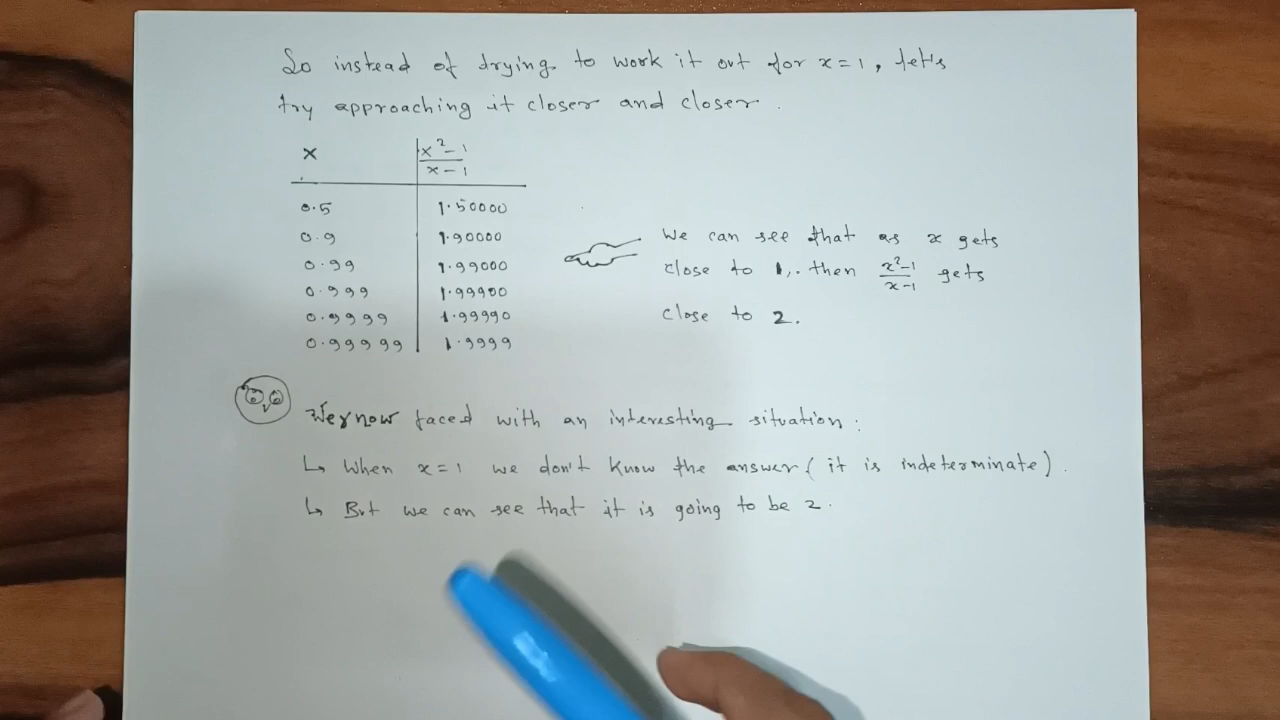 So instead of trying to work it out for x = 1, let's
try approaching it closer and closer.
x | x²-1/x-1
0.5 | 1.50000
0.9 | 1.90000
0.99 | 1.99000
0.999 | 1.99900
0.9999 | 1.99990
0.99999 | 1.9999
We can see that as x gets
close to 1, then x²-1/x-1 gets
close to 2.
We'r now faced with an interesting situation:
↳ When x = 1 we don't know the answer (it is indeterminate).
↳ But we can see that it is going to be 2.